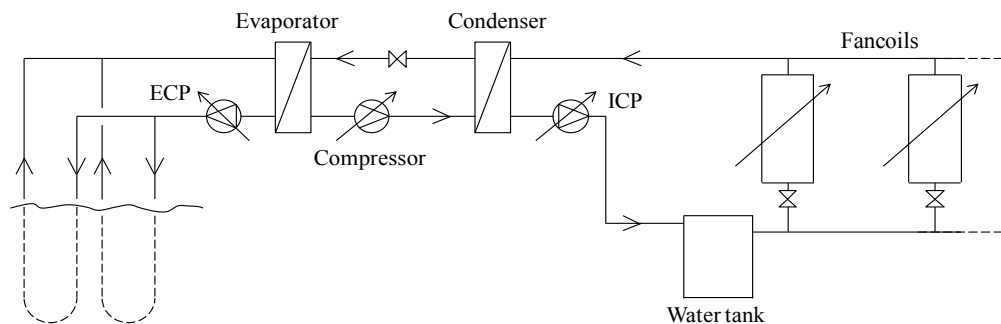 Evaporator
Condenser
Fancoils
ECP
ICP
Compressor
Water tank